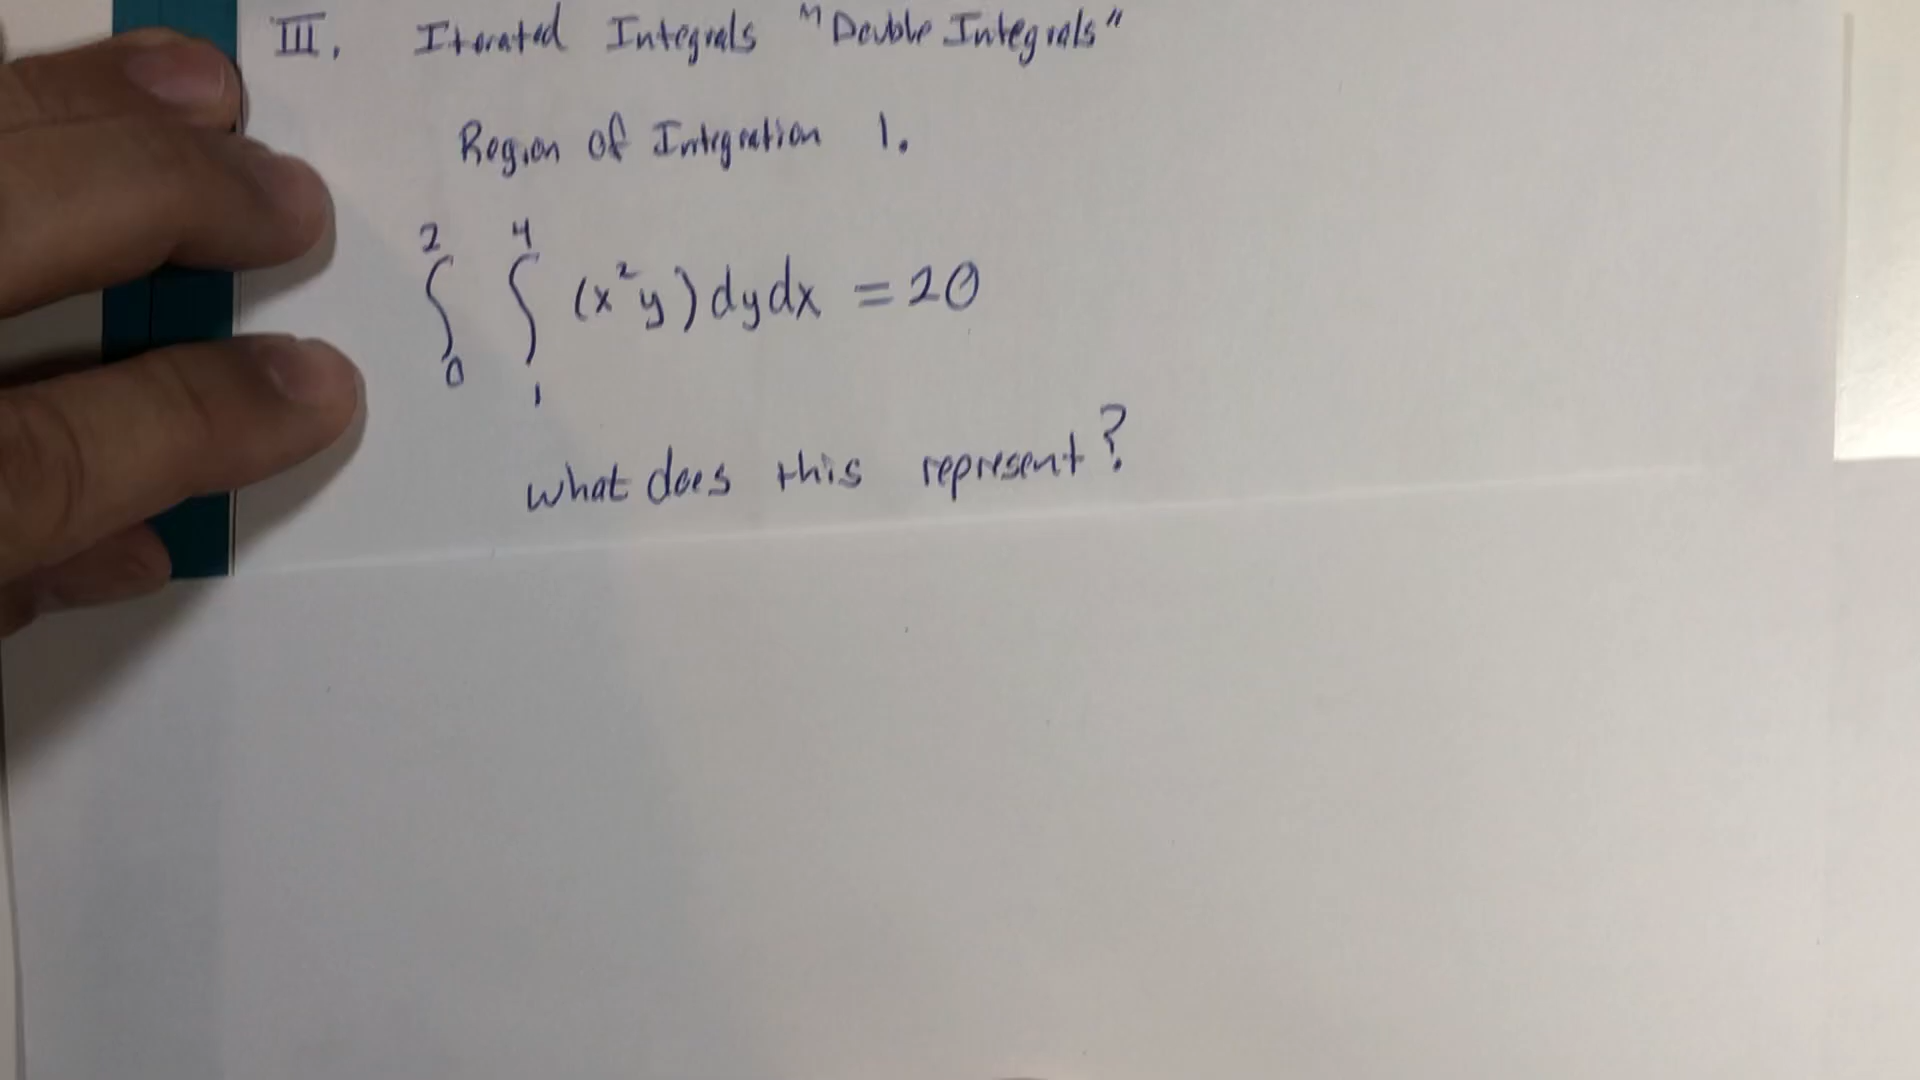 III. Iterated Integrals "Double Integrals"
Region of Integration 1.
∫₀² ∫₁⁴ (x²y) dy dx = 20
what does this represent?